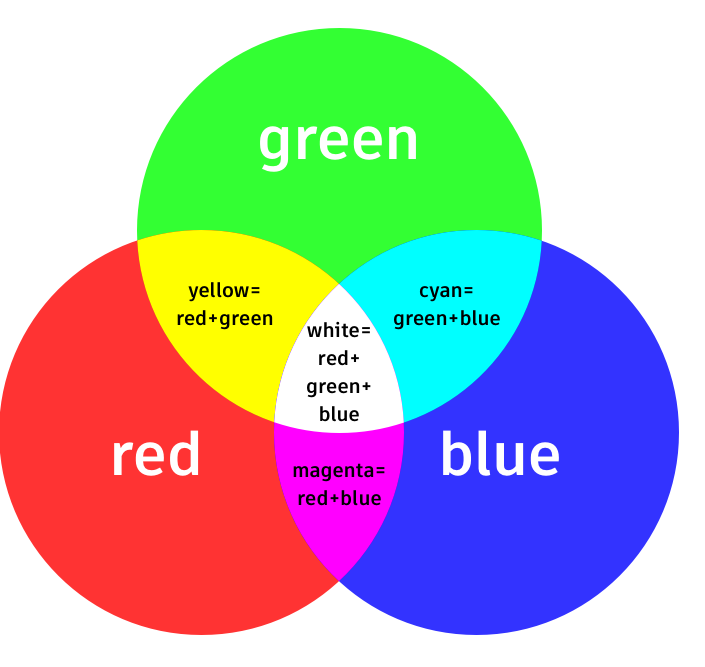 green
yellow=
red+green
cyan=
green+blue
white=
red+
green+
blue
red
blue
magenta=
red+blue